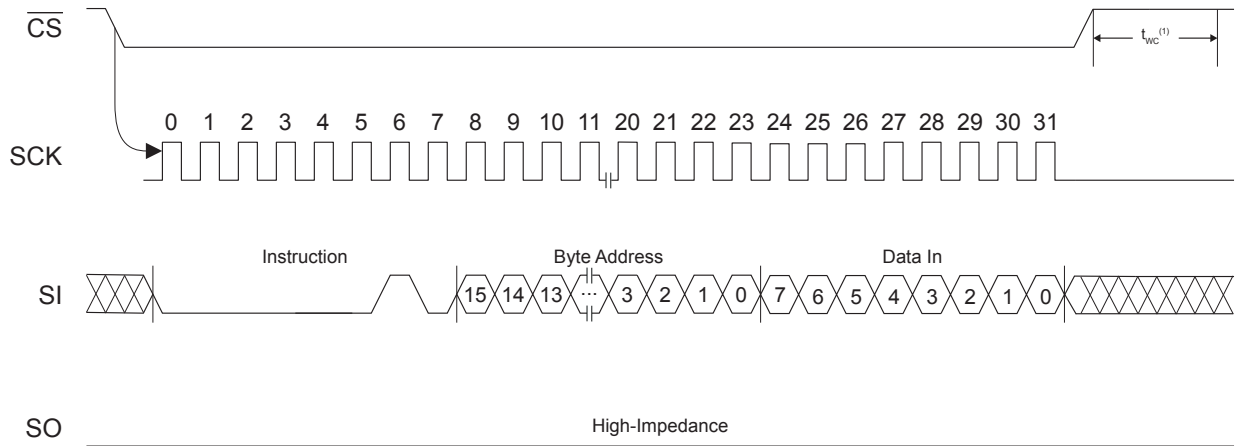 CS
tWC(1)
0 1 2 3 4 5 6 7 8 9 10 11 20 21 22 23 24 25 26 27 28 29 30 31
SCK
Instruction Byte Address Data In
SI 15 14 13 ... 3 2 1 0 7 6 5 4 3 2 1 0
SO High-Impedance